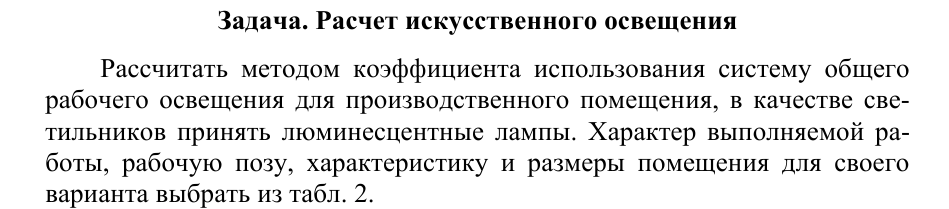 Задача. Расчет искусственного освещения
Рассчитать методом коэффициента использования систему общего
рабочего освещения для производственного помещения, в качестве све-
тильников принять люминесцентные лампы. Характер выполняемой ра-
боты, рабочую позу, характеристику и размеры помещения для своего
варианта выбрать из табл. 2.